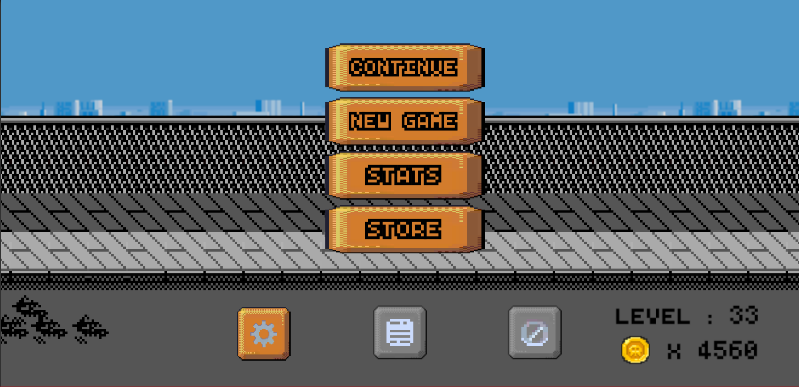 CONTINUE
NEW GAME
STATS
STORE
LEVEL : 33
X 4560